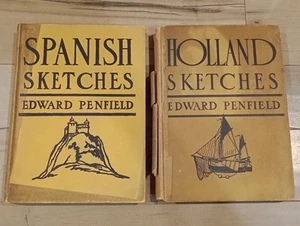 SPANISH
SKETCHES
EDWARD PENFIELD
HOLLAND
SKETCHES
EDWARD PENFIELD